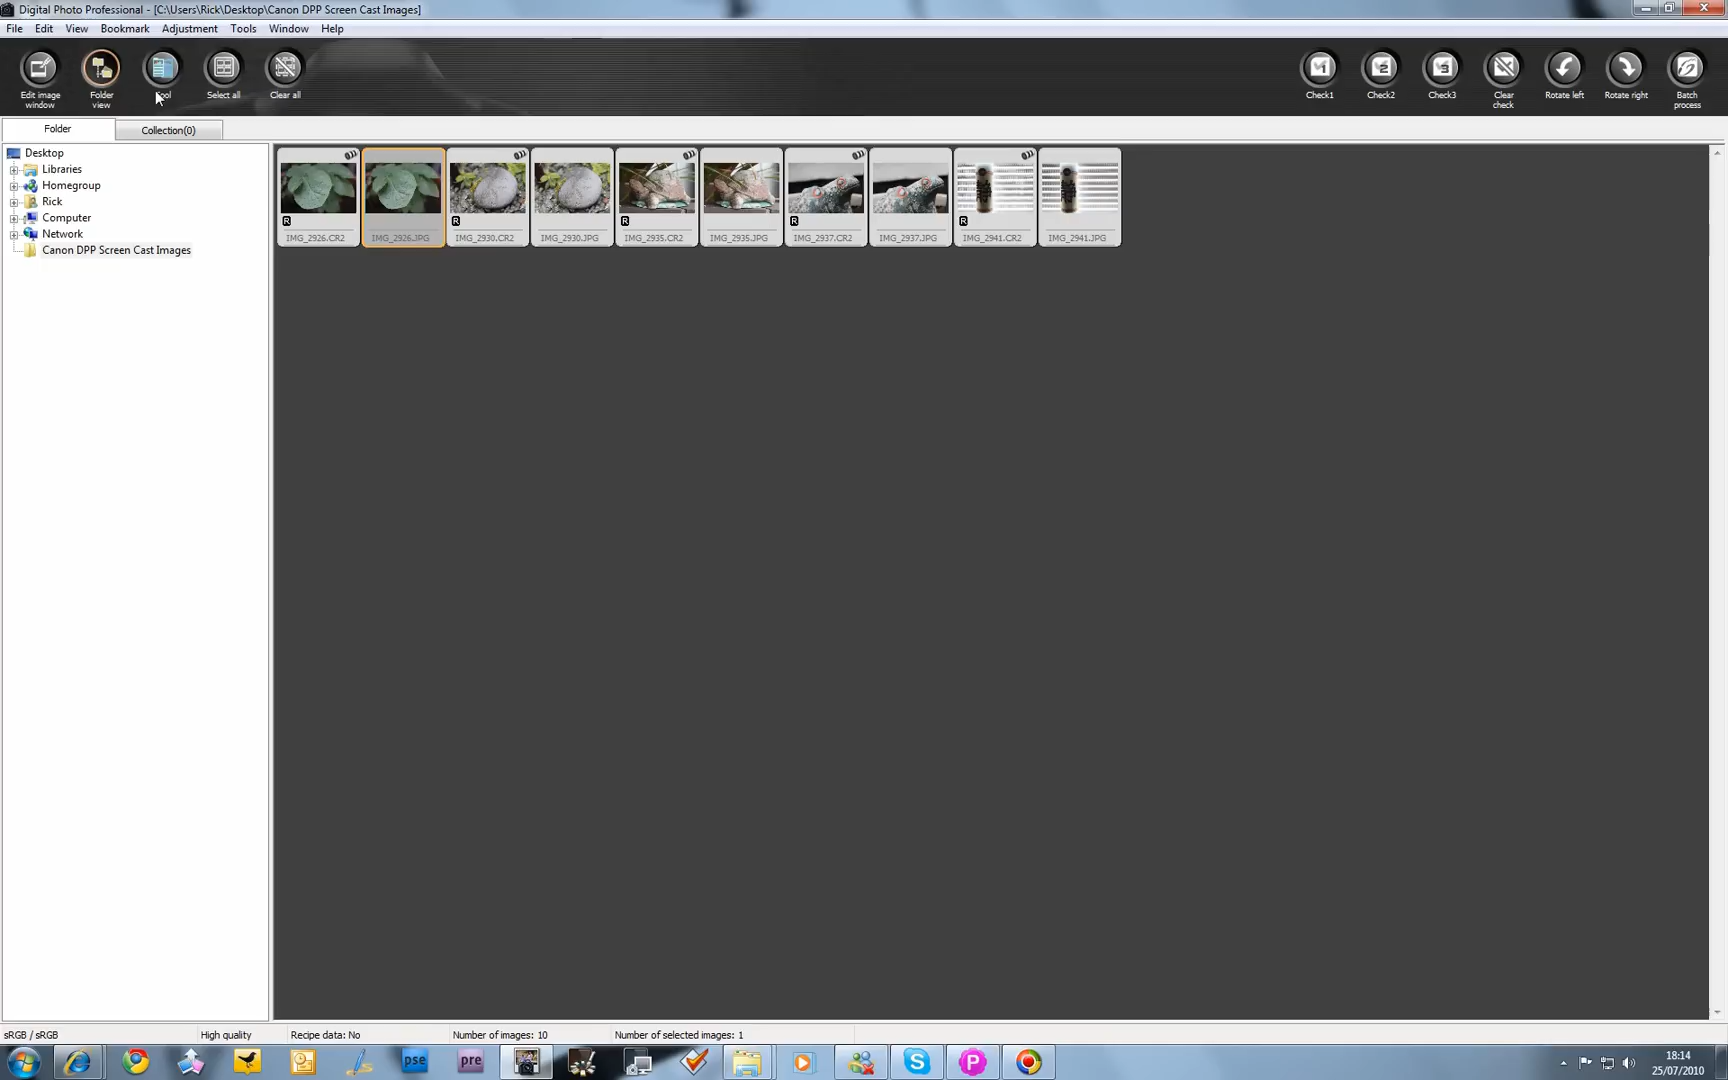 Digital Photo Professional - [C:\Users\Rick\Desktop\Canon DPP Screen Cast Images]
File Edit View Bookmark Adjustment Tools Window Help
Edit image window
Folder view
Select all
Clear all
Check1
Check2
Check3
Clear check
Rotate left
Rotate right
Batch process
Folder
Collection(0)
Desktop
Libraries
Homegroup
Rick
Computer
Network
Canon DPP Screen Cast Images
IMG_2926.CR2
IMG_2926.JPG
IMG_2930.CR2
IMG_2930.JPG
IMG_2935.CR2
IMG_2935.JPG
IMG_2937.CR2
IMG_2937.JPG
IMG_2941.CR2
IMG_2941.JPG
sRGB / sRGB
High quality
Recipe data: No
Number of images: 10
Number of selected images: 1
pse
pre
18:14
25/07/2010